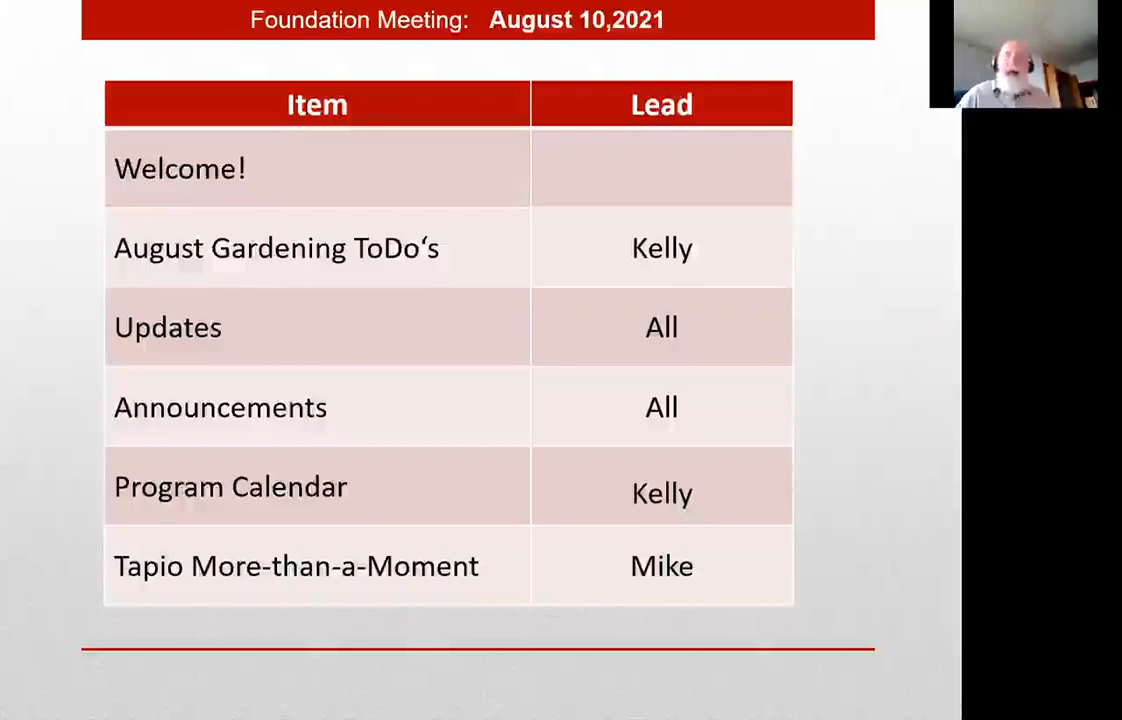 Foundation Meeting: August 10,2021
Item Lead
Welcome!
August Gardening ToDo‘s Kelly
Updates All
Announcements All
Program Calendar Kelly
Tapio More-than-a-Moment Mike